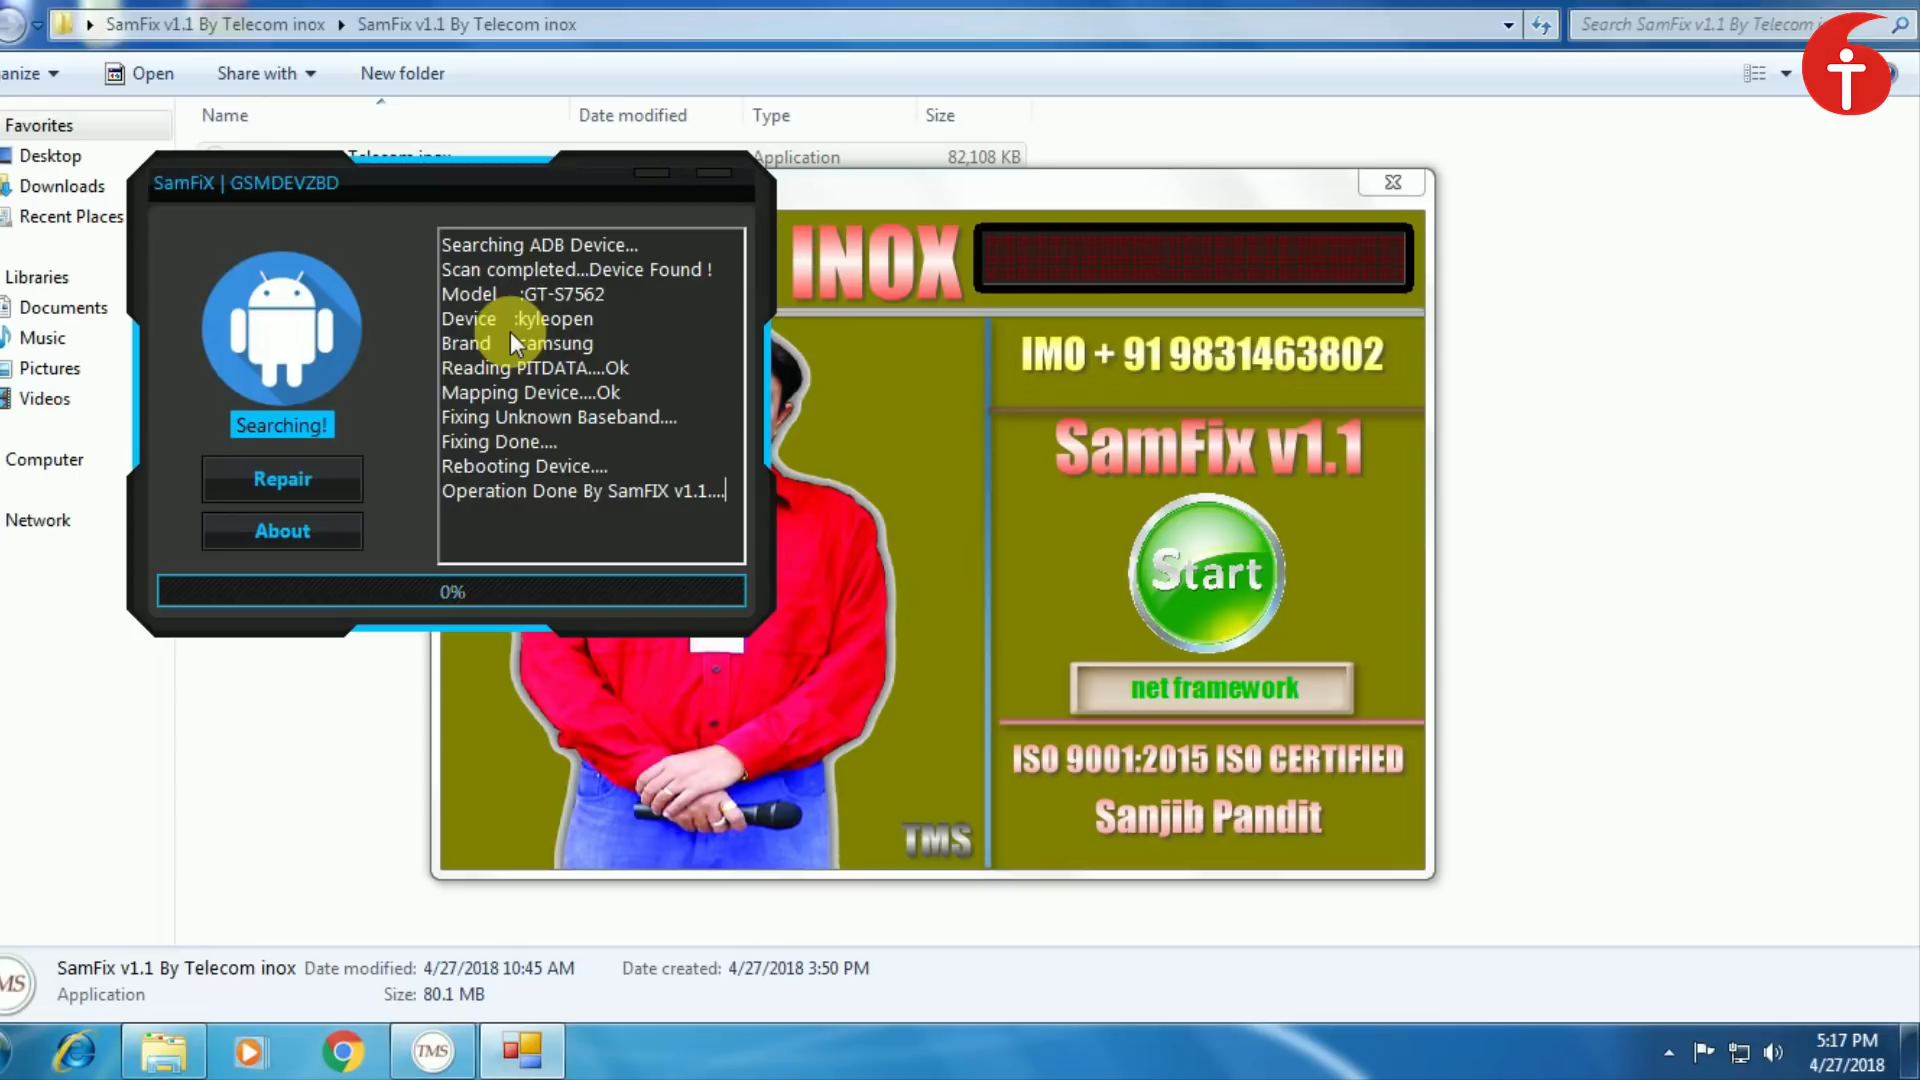 SamFix v1.1 By Telecom inox SamFix v1.1 By Telecom inox
Search SamFix v1.1 By Telecom
anize Open Share with New folder
Name Date modified Type Size
Favorites
Desktop
Downloads
Recent Places
Libraries
Documents
Music
Pictures
Videos
Computer
Network
Telecom inox Application 82,108 KB
SamFiX | GSMDEVZBD
Searching ADB Device...
Scan completed...Device Found !
Model :GT-S7562
Device :kyleopen
Brand samsung
Reading PITDATA....Ok
Mapping Device....Ok
Fixing Unknown Baseband....
Fixing Done....
Rebooting Device....
Operation Done By SamFIX v1.1....
Searching!
Repair
About
0%
INOX
IMO + 91 9831463802
SamFix v1.1
Start
net framework
ISO 9001:2015 ISO CERTIFIED
Sanjib Pandit
TMS
SamFix v1.1 By Telecom inox Date modified: 4/27/2018 10:45 AM Date created: 4/27/2018 3:50 PM
Application Size: 80.1 MB
TMS
5:17 PM
4/27/2018